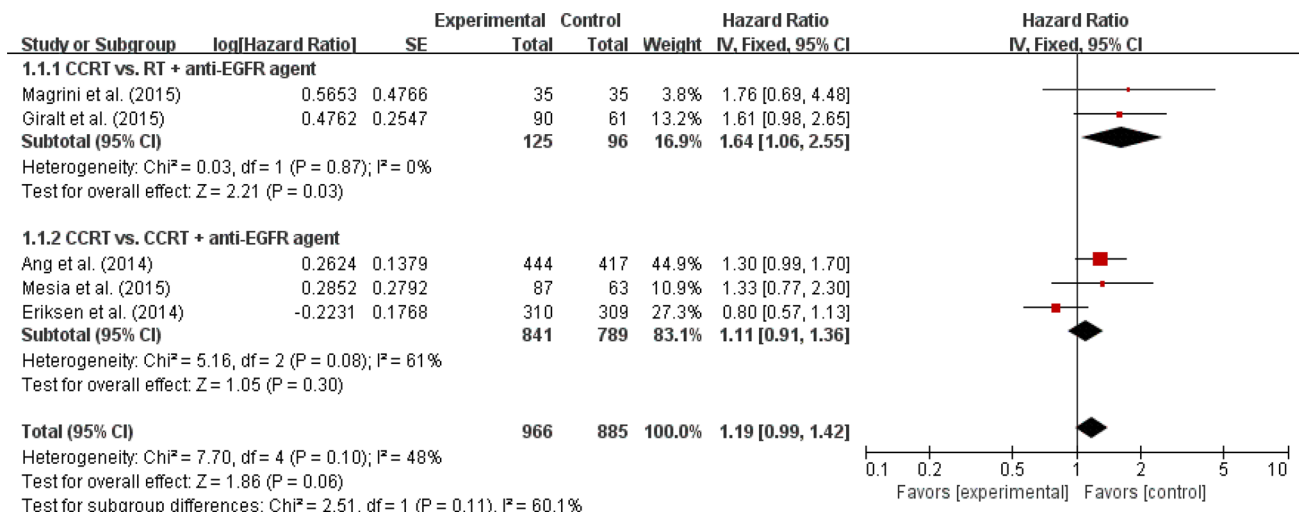 Experimental Control Hazard Ratio Hazard Ratio
Study or Subgroup log[Hazard Ratio] SE Total Total Weight IV, Fixed, 95% CI IV, Fixed, 95% CI
1.1.1 CCRT vs. RT + anti-EGFR agent
Magrini et al. (2015) 0.5653 0.4766 35 35 3.8% 1.76 [0.69, 4.48]
Giralt et al. (2015) 0.4762 0.2547 90 61 13.2% 1.61 [0.98, 2.65]
Subtotal (95% CI) 125 96 16.9% 1.64 [1.06, 2.55]
Heterogeneity: Chi² = 0.03, df = 1 (P = 0.87); I² = 0%
Test for overall effect: Z = 2.21 (P = 0.03)
1.1.2 CCRT vs. CCRT + anti-EGFR agent
Ang et al. (2014) 0.2624 0.1379 444 417 44.9% 1.30 [0.99, 1.70]
Mesia et al. (2015) 0.2852 0.2792 87 63 10.9% 1.33 [0.77, 2.30]
Eriksen et al. (2014) -0.2231 0.1768 310 309 27.3% 0.80 [0.57, 1.13]
Subtotal (95% CI) 841 789 83.1% 1.11 [0.91, 1.36]
Heterogeneity: Chi² = 5.16, df = 2 (P = 0.08); I² = 61%
Test for overall effect: Z = 1.05 (P = 0.30)
Total (95% CI) 966 885 100.0% 1.19 [0.99, 1.42]
Heterogeneity: Chi² = 7.70, df = 4 (P = 0.10); I² = 48%
Test for overall effect: Z = 1.86 (P = 0.06)
Test for subgroup differences: Chi² = 2.51, df = 1 (P = 0.11), I² = 60.1%
0.1 0.2 0.5 1 2 5 10
Favors [experimental] Favors [control]